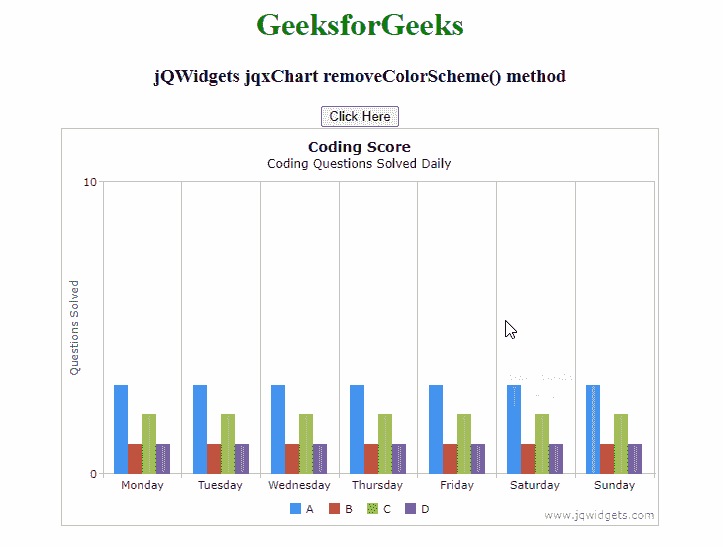 GeeksforGeeks
jQWidgets jqxChart removeColorScheme() method
Click Here
Coding Score
Coding Questions Solved Daily
10
Questions Solved
0
Monday Tuesday Wednesday Thursday Friday Saturday Sunday
A B C D
www.jqwidgets.com